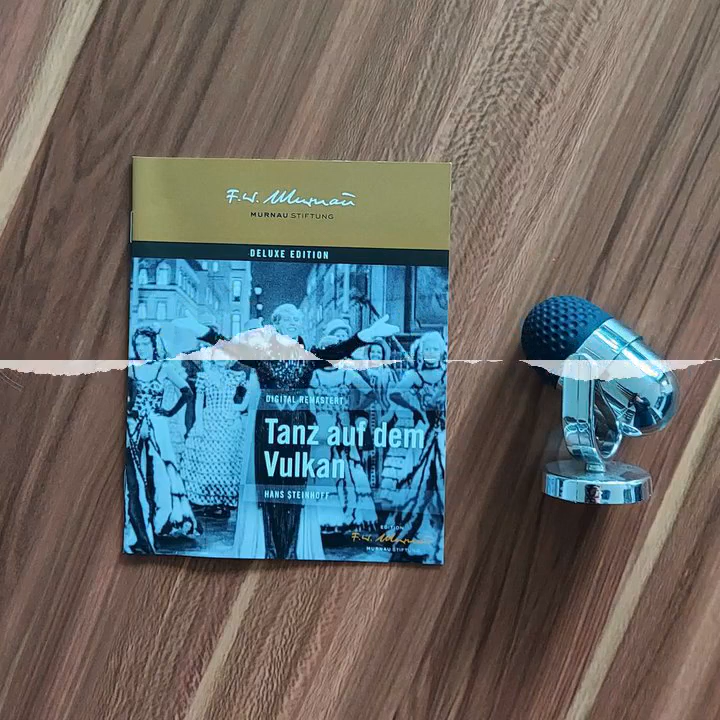 F.W. Murnau
MURNAU STIFTUNG
DELUXE EDITION
DIGITAL REMASTERT
Tanz auf dem
Vulkan
HANS STEINHOFF
EDITION
F.W. Murnau
MURNAU STIFTUNG